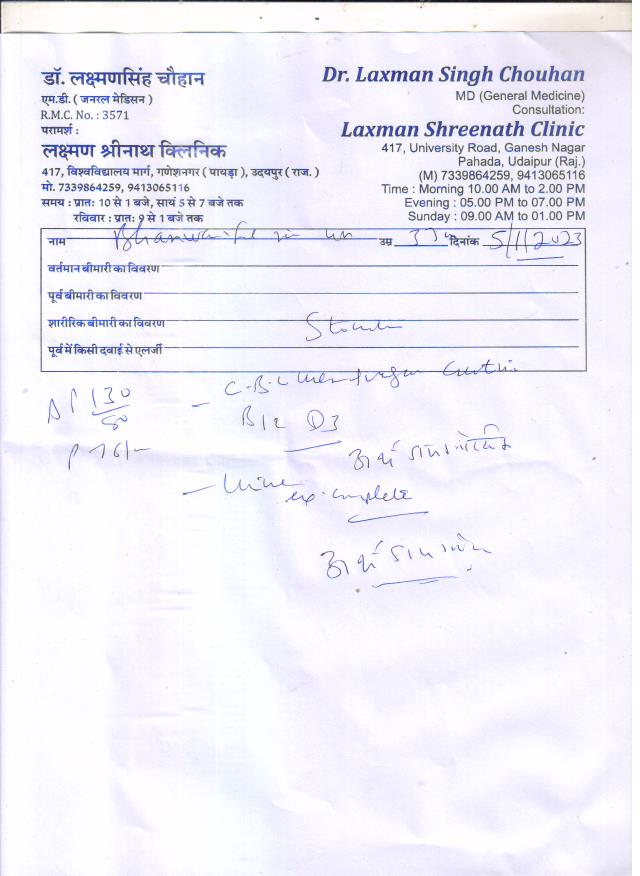 डॉ. लक्ष्मणसिंह चौहान
एम.डी. ( जनरल मेडिसन )
R.M.C. No. : 3571
परामर्श :
लक्ष्मण श्रीनाथ क्लिनिक
417, विश्वविद्यालय मार्ग, गणेशनगर ( पायड़ा ), उदयपुर ( राज. )
मो. 7339864259, 9413065116
समय : प्रातः 10 से 1 बजे, सायं 5 से 7 बजे तक
रविवार : प्रातः 9 से 1 बजे तक
Dr. Laxman Singh Chouhan
MD (General Medicine)
Consultation:
Laxman Shreenath Clinic
417, University Road, Ganesh Nagar
Pahada, Udaipur (Raj.)
(M) 7339864259, 9413065116
Time : Morning 10.00 AM to 2.00 PM
Evening : 05.00 PM to 07.00 PM
Sunday : 09.00 AM to 01.00 PM
नाम उम्र दिनांक 5/11/2023
वर्तमान बीमारी का विवरण
पूर्व बीमारी का विवरण
शारीरिक बीमारी का विवरण
पूर्व में किसी दवाई से एलर्जी
130/80
C.B.C
B12 D3
Urine
ex. complete